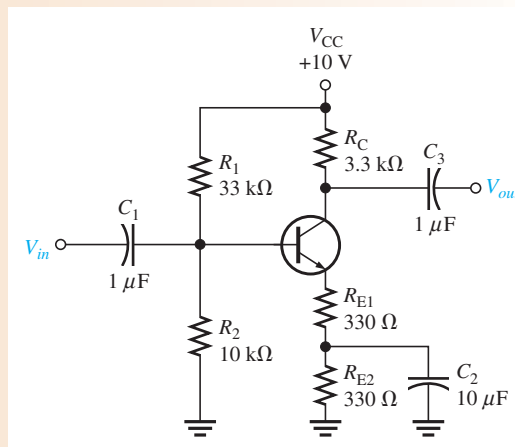 V_CC
+10 V
R_C
3.3 kΩ
C_3
V_ou
1 μF
R_1
33 kΩ
C_1
V_in
1 μF
R_2
10 kΩ
R_E1
330 Ω
R_E2
330 Ω
C_2
10 μF